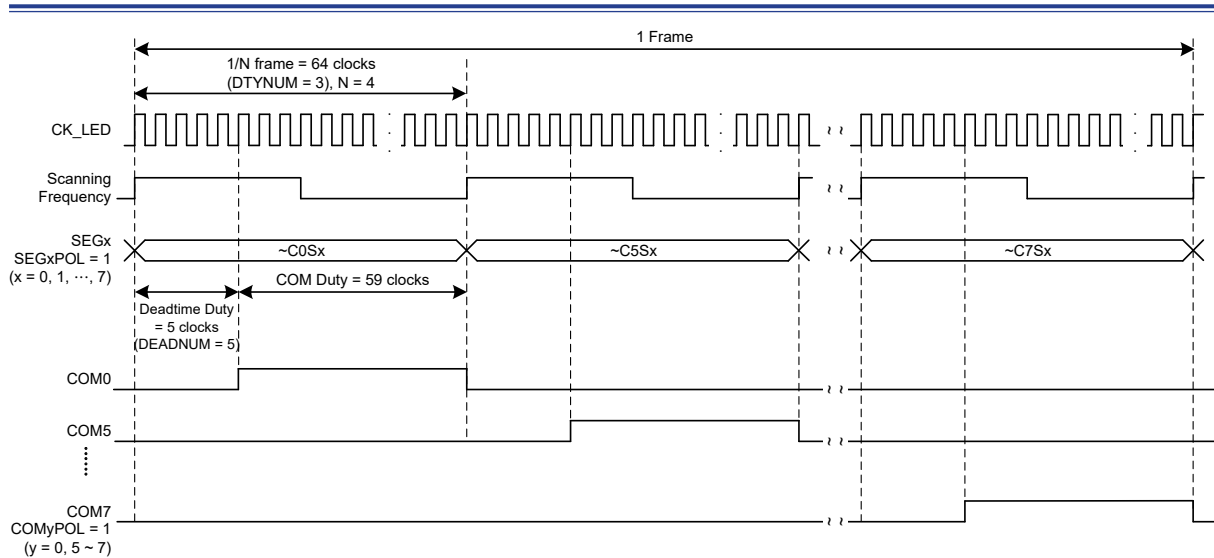 1 Frame
1/N frame = 64 clocks
(DTYNUM = 3), N = 4
CK_LED
Scanning
Frequency
SEGx
SEGxPOL = 1
(x = 0, 1, ⋯, 7)
~C0Sx
~C5Sx
~C7Sx
COM Duty = 59 clocks
Deadtime Duty
= 5 clocks
(DEADNUM = 5)
COM0
COM5
COM7
COMyPOL = 1
(y = 0, 5 ~ 7)